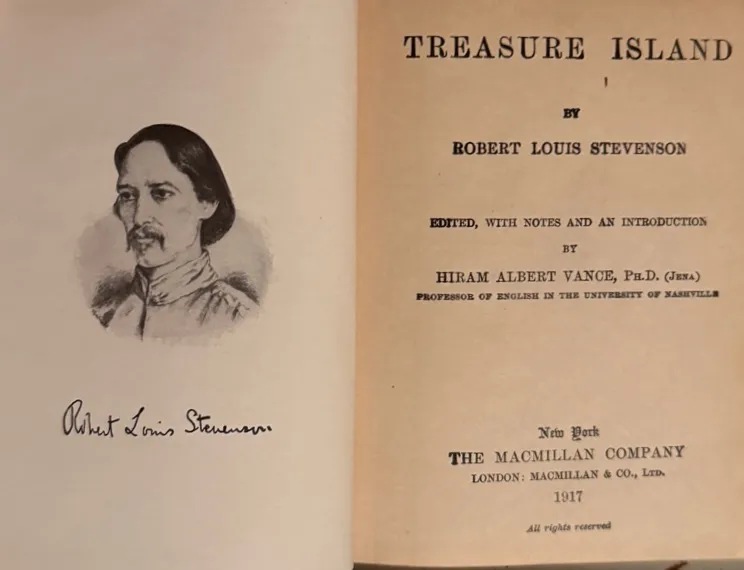 Robert Louis Stevenson
TREASURE ISLAND
BY
ROBERT LOUIS STEVENSON
EDITED, WITH NOTES AND AN INTRODUCTION
BY
HIRAM ALBERT VANCE, PH.D. (JENA)
PROFESSOR OF ENGLISH IN THE UNIVERSITY OF NASHVILLE
New York
THE MACMILLAN COMPANY
LONDON: MACMILLAN & CO., LTD.
1917
All rights reserved